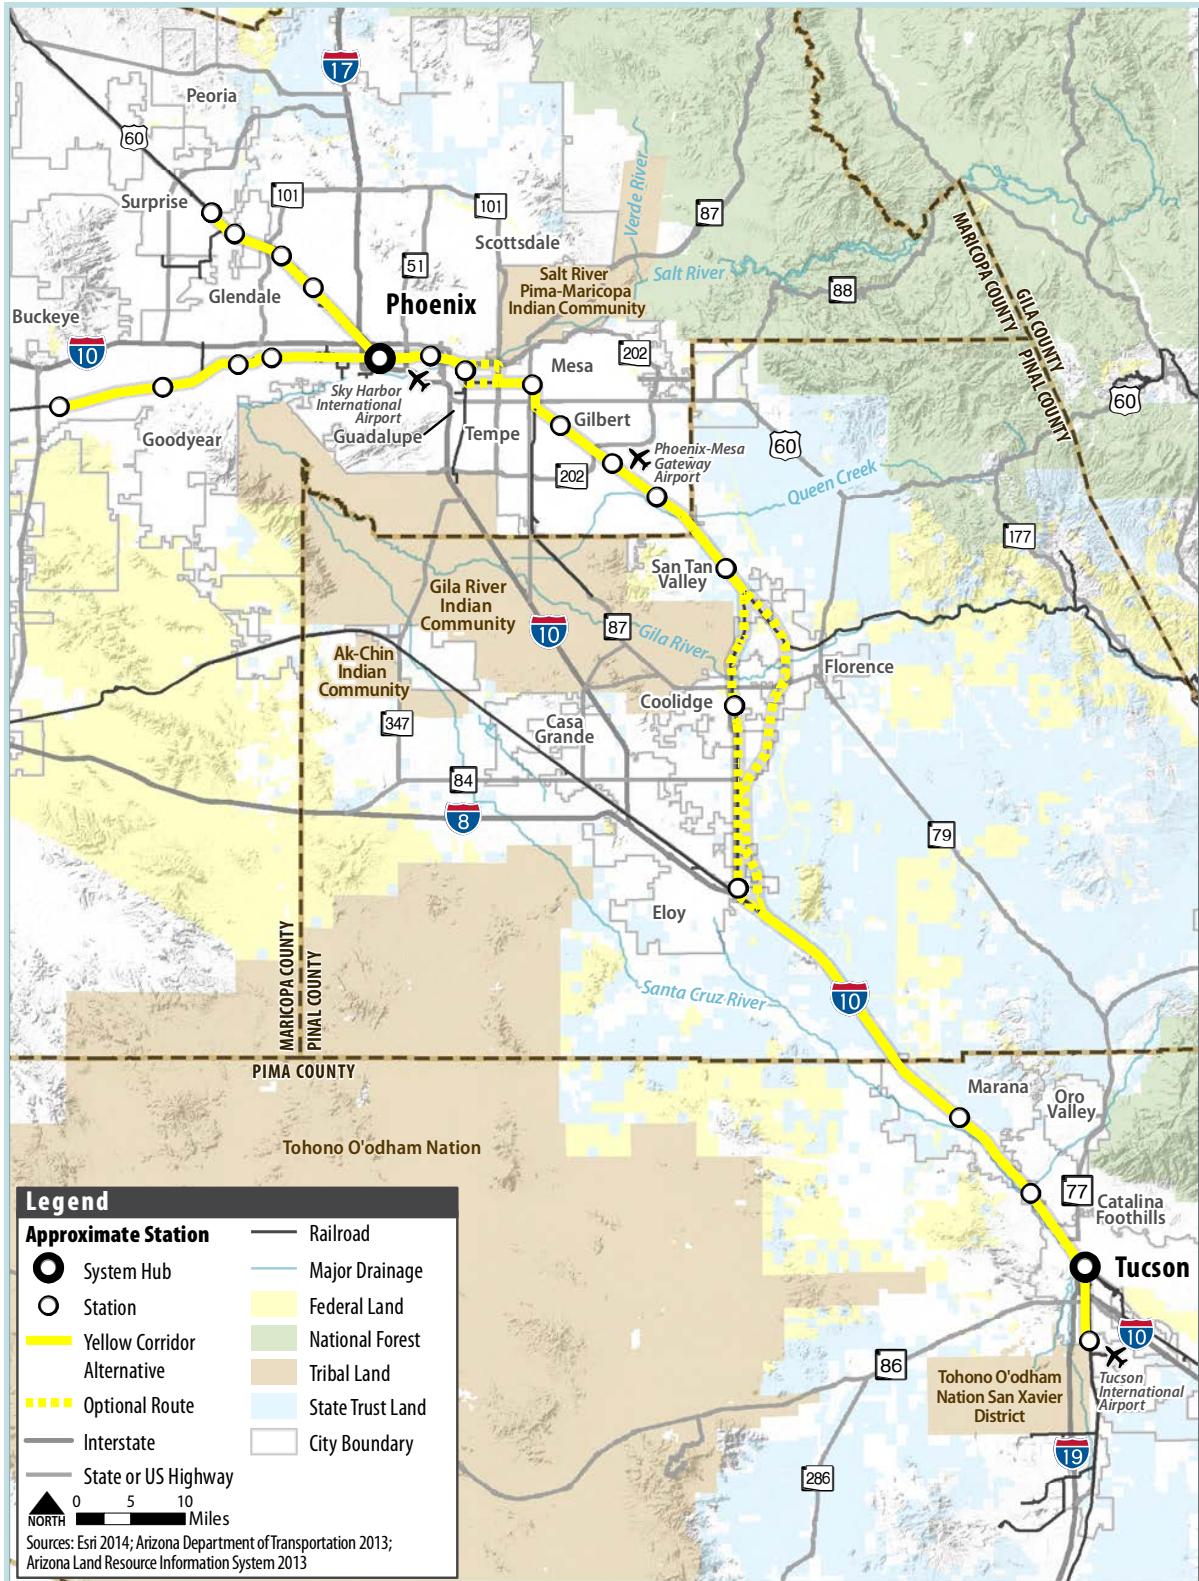 17
Peoria
60
Surprise
101
101
Verde River
87
Scottsdale
MARICOPA COUNTY
GILA COUNTY
51
Salt River
Pima-Maricopa
Indian Community
Salt River
88
Glendale
Phoenix
Buckeye
10
Mesa
202
PINAL COUNTY
60
Sky Harbor
International
Airport
Goodyear
Guadalupe
Tempe
Gilbert
60
Phoenix-Mesa
Gateway
Airport
202
Queen Creek
177
San Tan
Valley
Gila River
Indian
Community
10
87
Gila River
Ak-Chin
Indian
Community
Florence
Coolidge
347
Casa
Grande
84
8
79
Eloy
MARICOPA COUNTY
PINAL COUNTY
Santa Cruz River
10
PIMA COUNTY
Marana
Oro
Valley
Tohono O'odham Nation
77
Catalina
Foothills
Tucson
10
86
Tohono O'odham
Nation San Xavier
District
Tucson
International
Airport
19
286
Legend
Approximate Station
System Hub
Station
Yellow Corridor
Alternative
Optional Route
Interstate
State or US Highway
Railroad
Major Drainage
Federal Land
National Forest
Tribal Land
State Trust Land
City Boundary
NORTH
0 5 10
Miles
Sources: Esri 2014; Arizona Department of Transportation 2013;
Arizona Land Resource Information System 2013